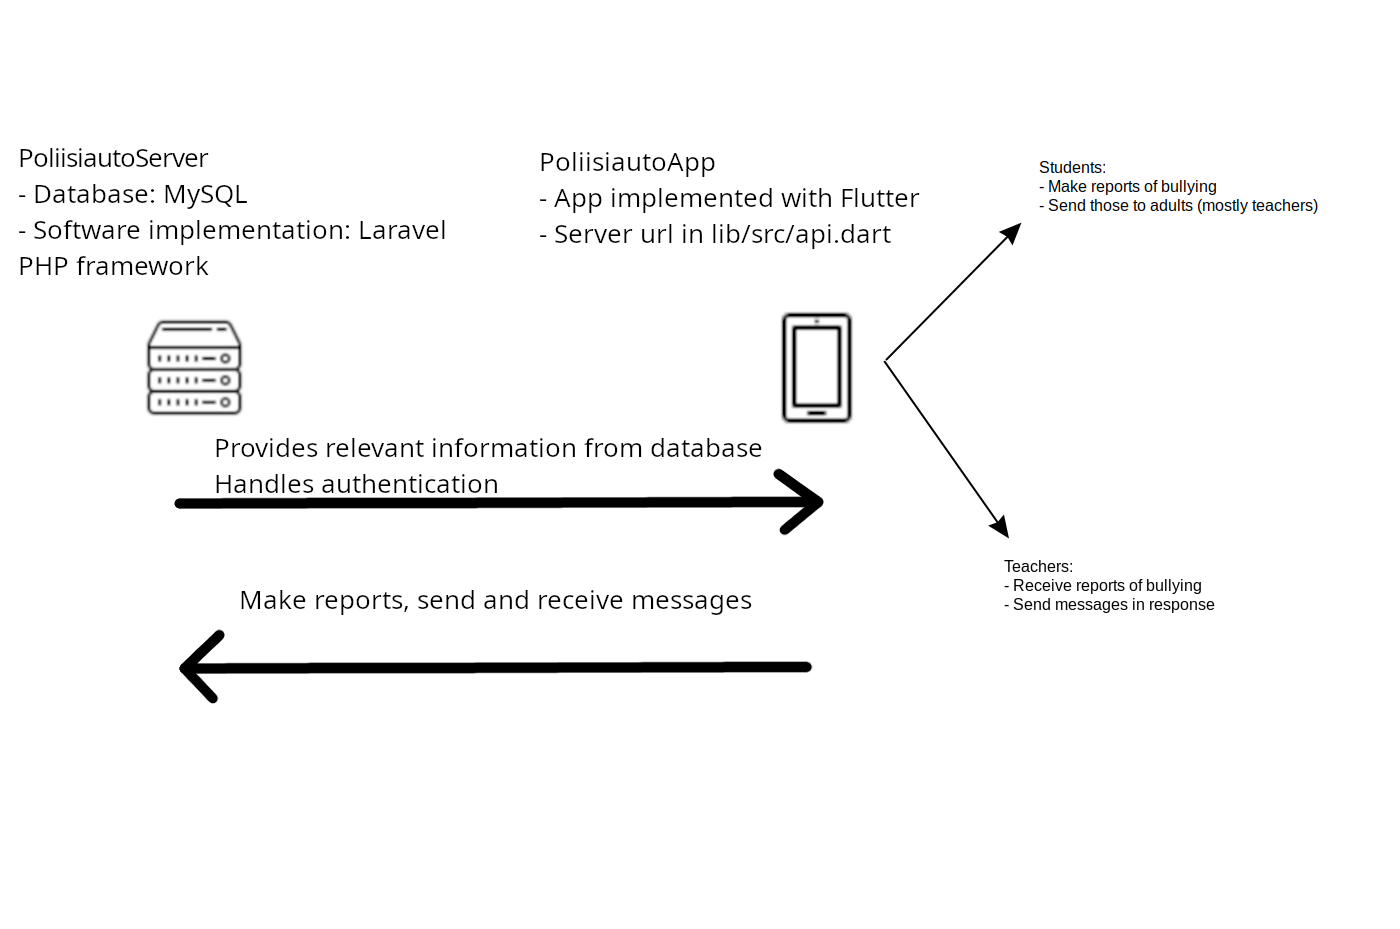 PoliisiautoServer
- Database: MySQL
- Software implementation: Laravel
PHP framework
PoliisiautoApp
- App implemented with Flutter
- Server url in lib/src/api.dart
Students:
- Make reports of bullying
- Send those to adults (mostly teachers)
Provides relevant information from database
Handles authentication
Make reports, send and receive messages
Teachers:
- Receive reports of bullying
- Send messages in response